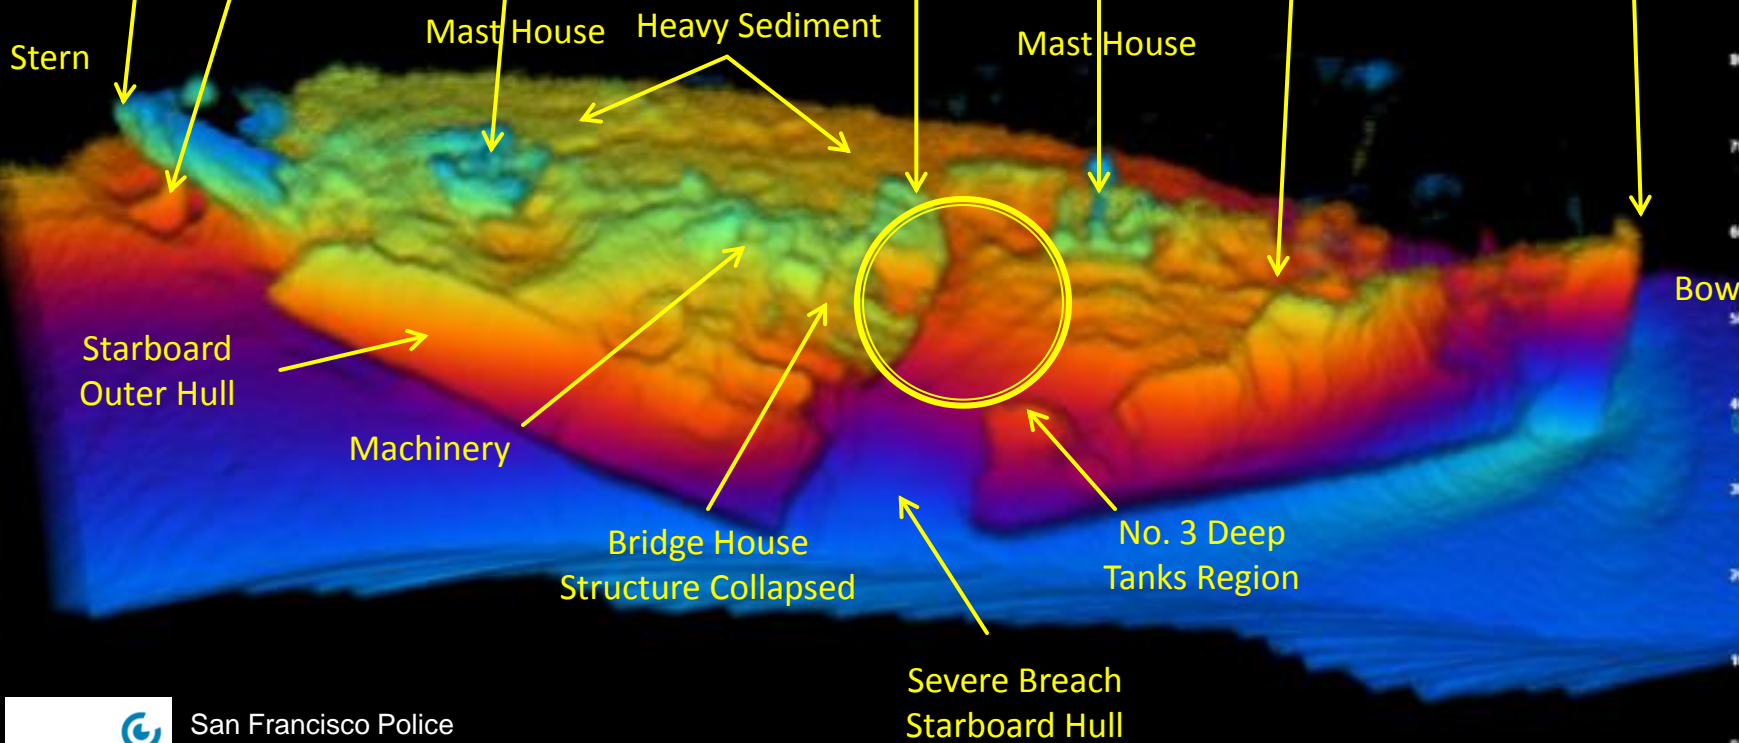 Stern
Mast House
Heavy Sediment
Mast House
Bow
Starboard
Outer Hull
Machinery
Bridge House
Structure Collapsed
No. 3 Deep
Tanks Region
Severe Breach
Starboard Hull
San Francisco Police